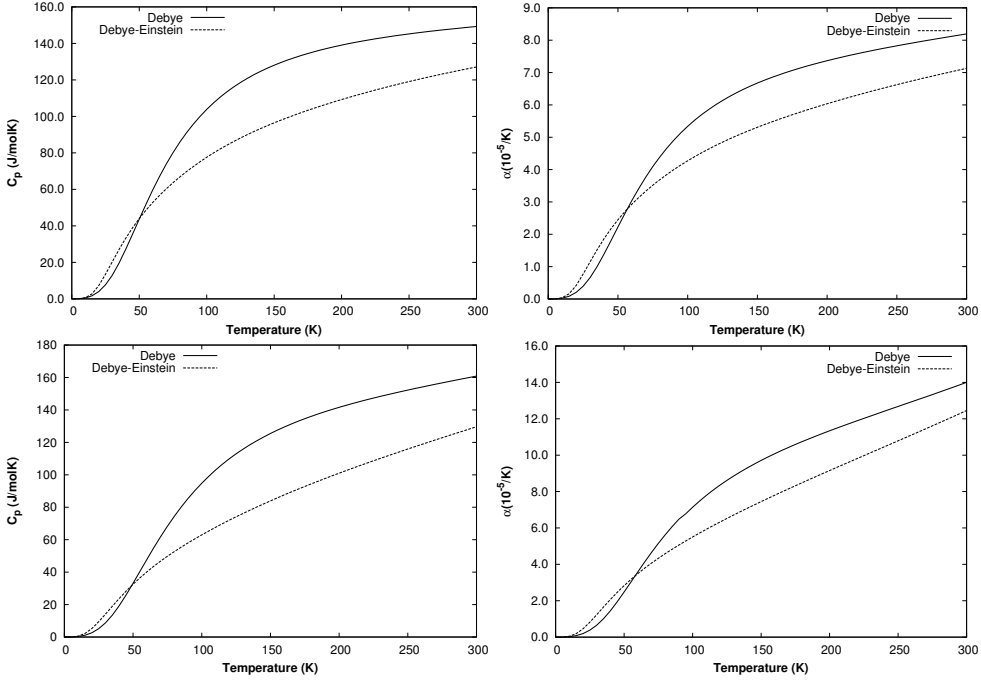 160.0
140.0
120.0
100.0
80.0
60.0
40.0
20.0
0.0
0 50 100 150 200 250 300
Cp (J/molK)
Temperature (K)
Debye
Debye-Einstein
9.0
8.0
7.0
6.0
5.0
4.0
3.0
2.0
1.0
0.0
0 50 100 150 200 250 300
α(10⁻⁵/K)
Temperature (K)
Debye
Debye-Einstein
180
160
140
120
100
80
60
40
20
0
0 50 100 150 200 250 300
Cp (J/molK)
Temperature (K)
Debye
Debye-Einstein
16.0
14.0
12.0
10.0
8.0
6.0
4.0
2.0
0.0
0 50 100 150 200 250 300
α(10⁻⁵/K)
Temperature (K)
Debye
Debye-Einstein